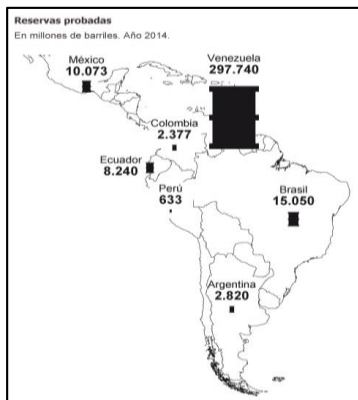 Reservas probadas
En millones de barriles. Año 2014.
México
10.073
Venezuela
297.740
Colombia
2.377
Ecuador
8.240
Perú
633
Brasil
15.050
Argentina
2.820